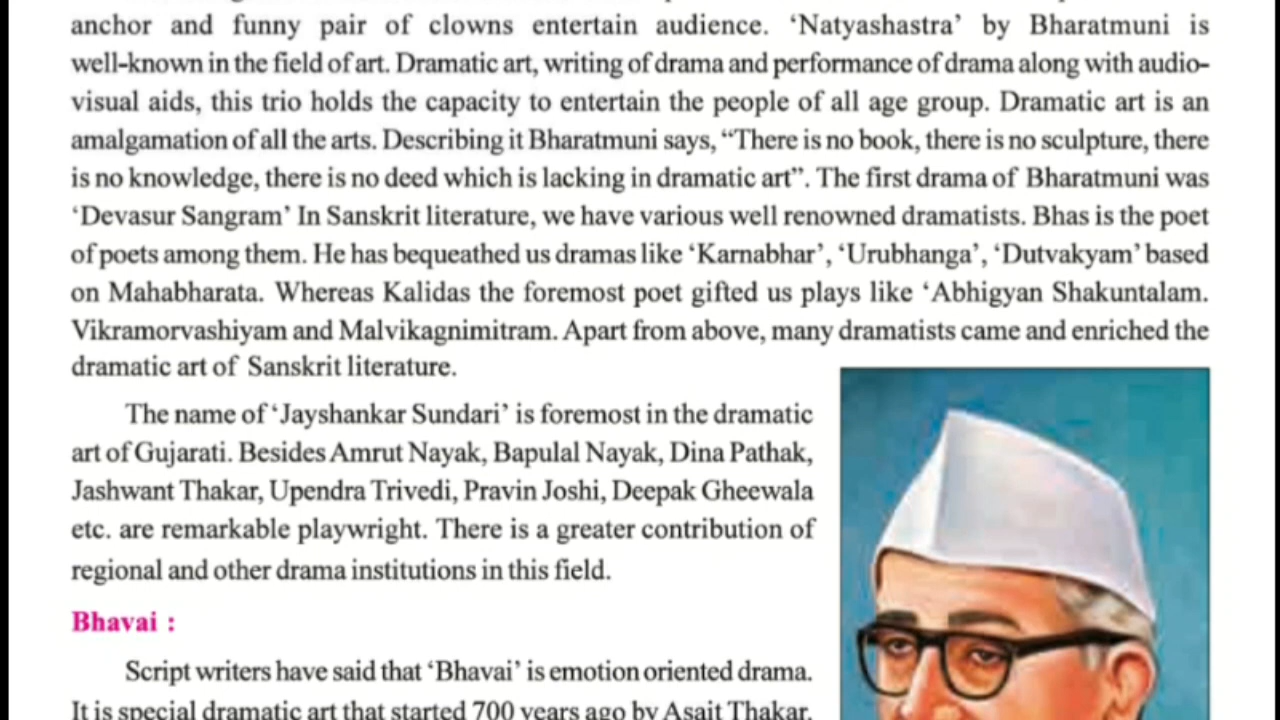 anchor and funny pair of clowns entertain audience. ‘Natyashastra’ by Bharatmuni is
well-known in the field of art. Dramatic art, writing of drama and performance of drama along with audio-
visual aids, this trio holds the capacity to entertain the people of all age group. Dramatic art is an
amalgamation of all the arts. Describing it Bharatmuni says, “There is no book, there is no sculpture, there
is no knowledge, there is no deed which is lacking in dramatic art”. The first drama of Bharatmuni was
‘Devasur Sangram’ In Sanskrit literature, we have various well renowned dramatists. Bhas is the poet
of poets among them. He has bequeathed us dramas like ‘Karnabhar’, ‘Urubhanga’, ‘Dutvakyam’ based
on Mahabharata. Whereas Kalidas the foremost poet gifted us plays like ‘Abhigyan Shakuntalam.
Vikramorvashiyam and Malvikagnimitram. Apart from above, many dramatists came and enriched the
dramatic art of Sanskrit literature.
The name of ‘Jayshankar Sundari’ is foremost in the dramatic
art of Gujarati. Besides Amrut Nayak, Bapulal Nayak, Dina Pathak,
Jashwant Thakar, Upendra Trivedi, Pravin Joshi, Deepak Gheewala
etc. are remarkable playwright. There is a greater contribution of
regional and other drama institutions in this field.
Bhavai :
Script writers have said that ‘Bhavai’ is emotion oriented drama.
It is special dramatic art that started 700 years ago by Asait Thakar.